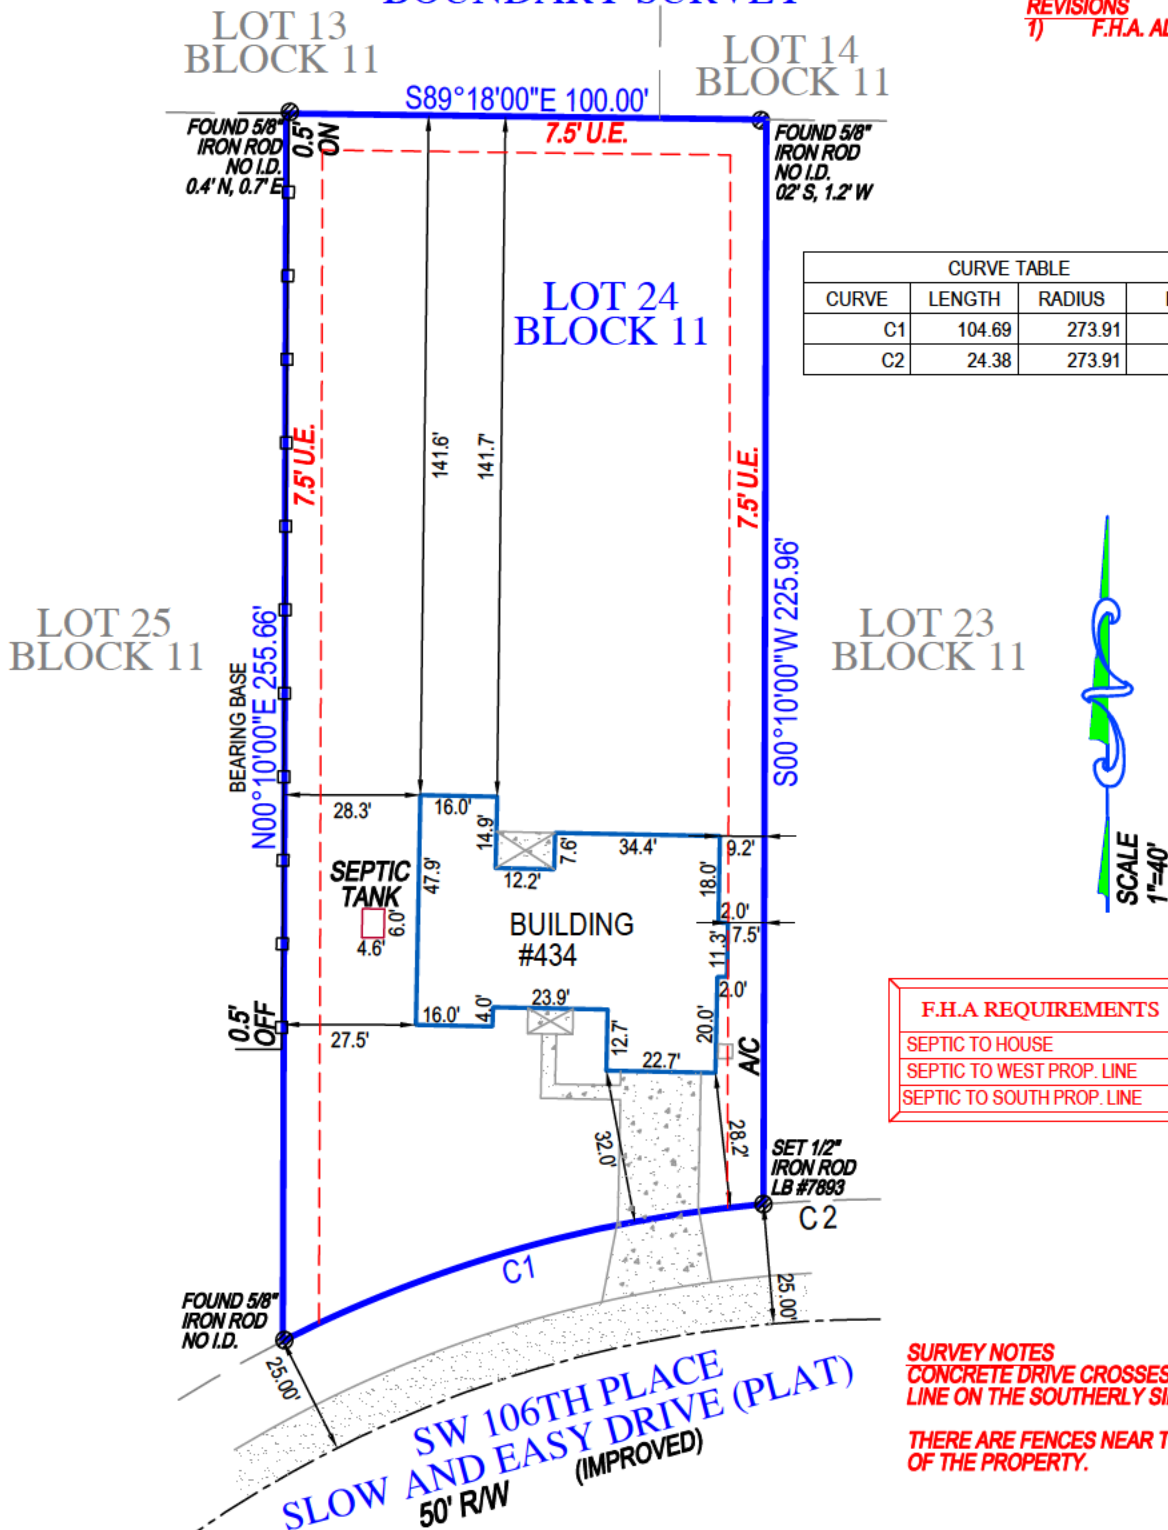 BOUNDARY SURVEY
REVISIONS
1) F.H.A.
LOT 13
BLOCK 11
LOT 14
BLOCK 11
S89°18'00"E 100.00'
7.5' U.E.
FOUND 5/8"
IRON ROD
NO I.D.
0.4' N, 0.7' E
0.5'
ON
FOUND 5/8"
IRON ROD
NO I.D.
02' S, 1.2' W
LOT 24
BLOCK 11
CURVE TABLE
CURVE LENGTH RADIUS
C1 104.69 273.91
C2 24.38 273.91
141.6'
141.7'
7.5' U.E.
7.5' U.E.
LOT 25
BLOCK 11
BEARING BASE
N00°10'00"E 255.66'
S00°10'00"W 225.96'
LOT 23
BLOCK 11
SCALE
1"=40'
28.3'
16.0'
14.9'
12.2'
7.6'
34.4'
9.2'
18.0'
2.0'
7.5'
11.3'
2.0'
20.0'
47.9'
SEPTIC
TANK
6.0'
4.6'
BUILDING
#434
0.5'
OFF
27.5'
16.0'
4.0'
23.9'
12.7'
22.7'
A/C
32.0'
28.2'
F.H.A REQUIREMENTS
SEPTIC TO HOUSE
SEPTIC TO WEST PROP. LINE
SEPTIC TO SOUTH PROP. LINE
SET 1/2"
IRON ROD
LB #7893
C2
C1
25.00'
FOUND 5/8"
IRON ROD
NO I.D.
25.00'
SW 106TH PLACE
SLOW AND EASY DRIVE (PLAT)
(IMPROVED)
50' R/W
SURVEY NOTES
CONCRETE DRIVE CROSSES
LINE ON THE SOUTHERLY
THERE ARE FENCES NEAR
OF THE PROPERTY.